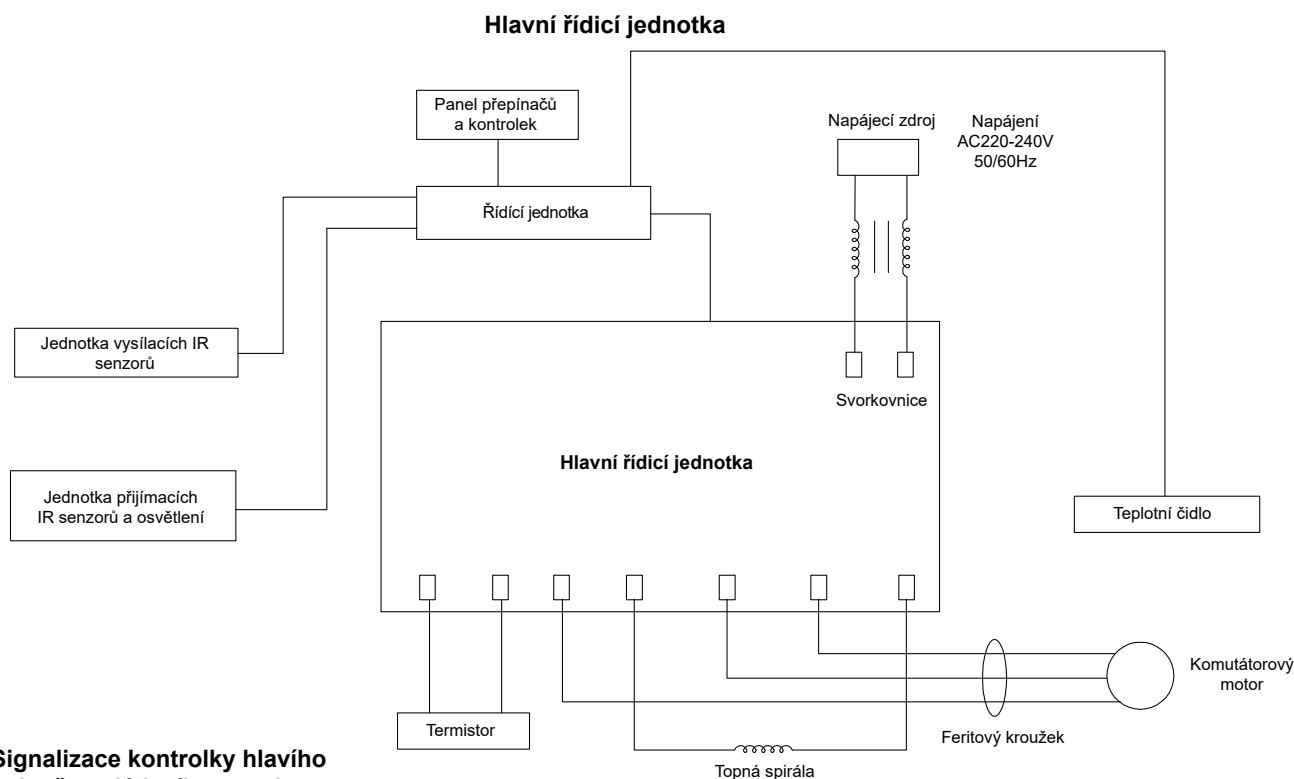 Hlavní řídicí jednotka
Panel přepínačů
a kontrolek
Napájecí zdroj
Napájení
AC220-240V
50/60Hz
Řídící jednotka
Jednotka vysílacích IR
senzorů
Svorkovnice
Hlavní řídicí jednotka
Jednotka přijímacích
IR senzorů a osvětlení
Teplotní čidlo
Komutátorový
motor
Termistor
Feritový kroužek
Topná spirála
Signalizace kontrolky hlavího